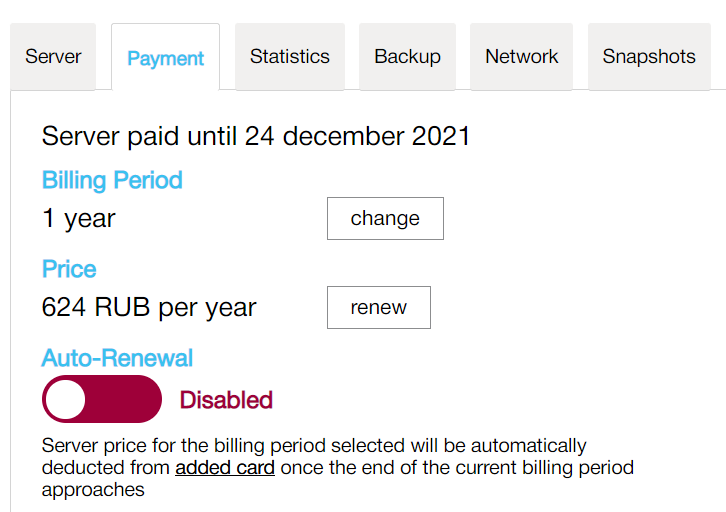 Server Payment Statistics Backup Network Snapshots
Server paid until 24 december 2021
Billing Period
1 year change
Price
624 RUB per year renew
Auto-Renewal
Disabled
Server price for the billing period selected will be automatically
deducted from added card once the end of the current billing period
approaches